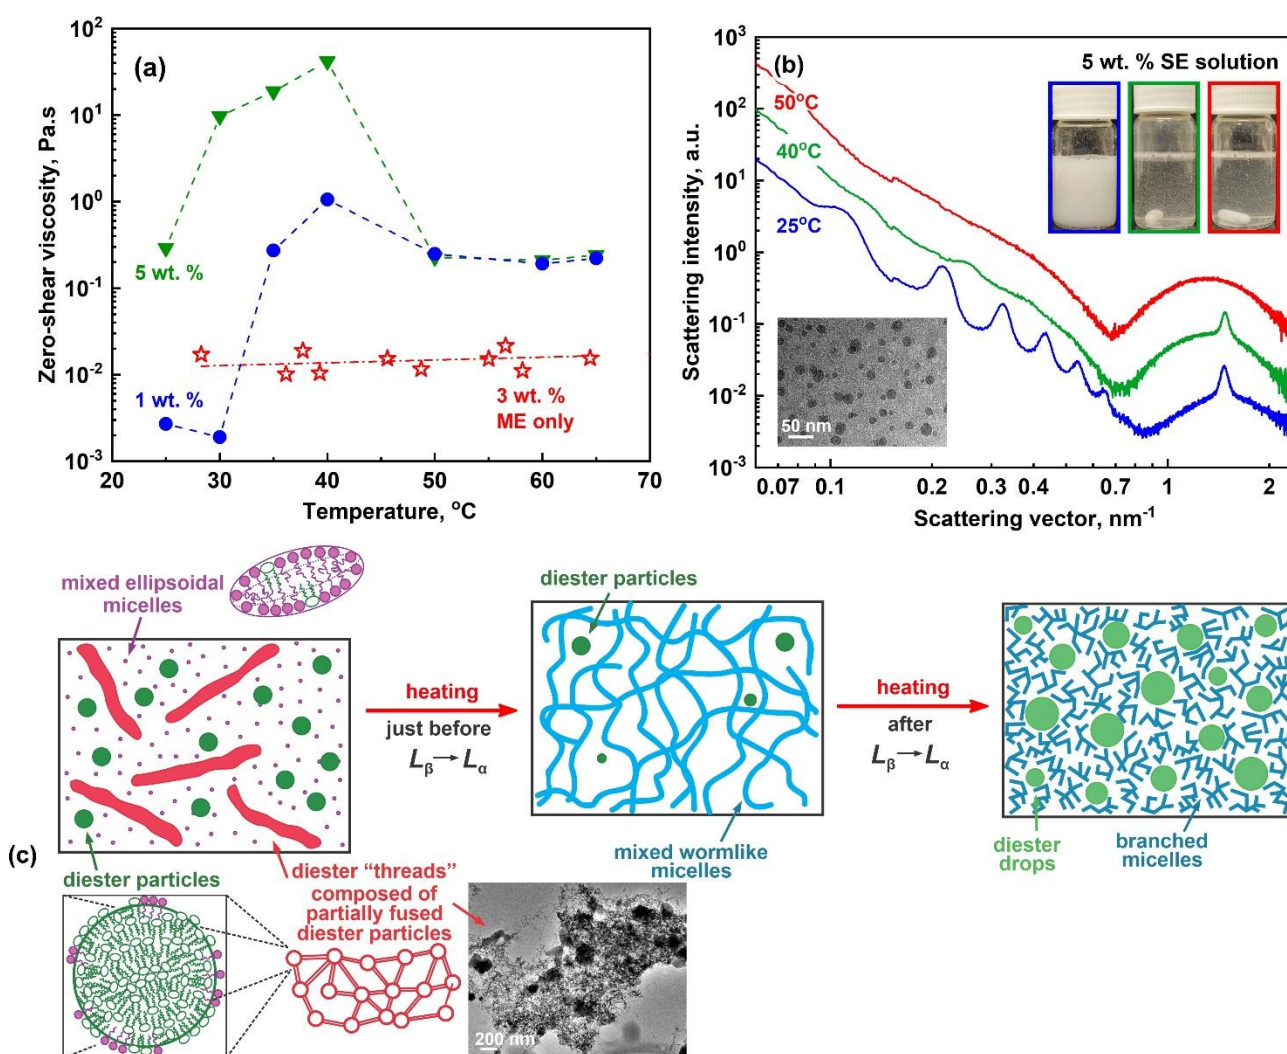 (a)
10²
10¹
10⁰
10⁻¹
10⁻²
10⁻³
Zero-shear viscosity, Pa.s
5 wt. %
1 wt. %
3 wt. %
ME only
20 30 40 50 60 70
Temperature, °C
(b)
5 wt. % SE solution
10³
10²
10¹
10⁰
10⁻¹
10⁻²
10⁻³
Scattering intensity, a.u.
50°C
40°C
25°C
50 nm
0.07 0.1 0.2 0.3 0.4 0.7 1 2
Scattering vector, nm⁻¹
(c)
mixed ellipsoidal
micelles
diester particles
heating
just before
Lβ→Lα
diester particles
mixed wormlike
micelles
heating
after
Lβ→Lα
diester
drops
branched
micelles
diester "threads"
composed of
partially fused
diester particles
200 nm